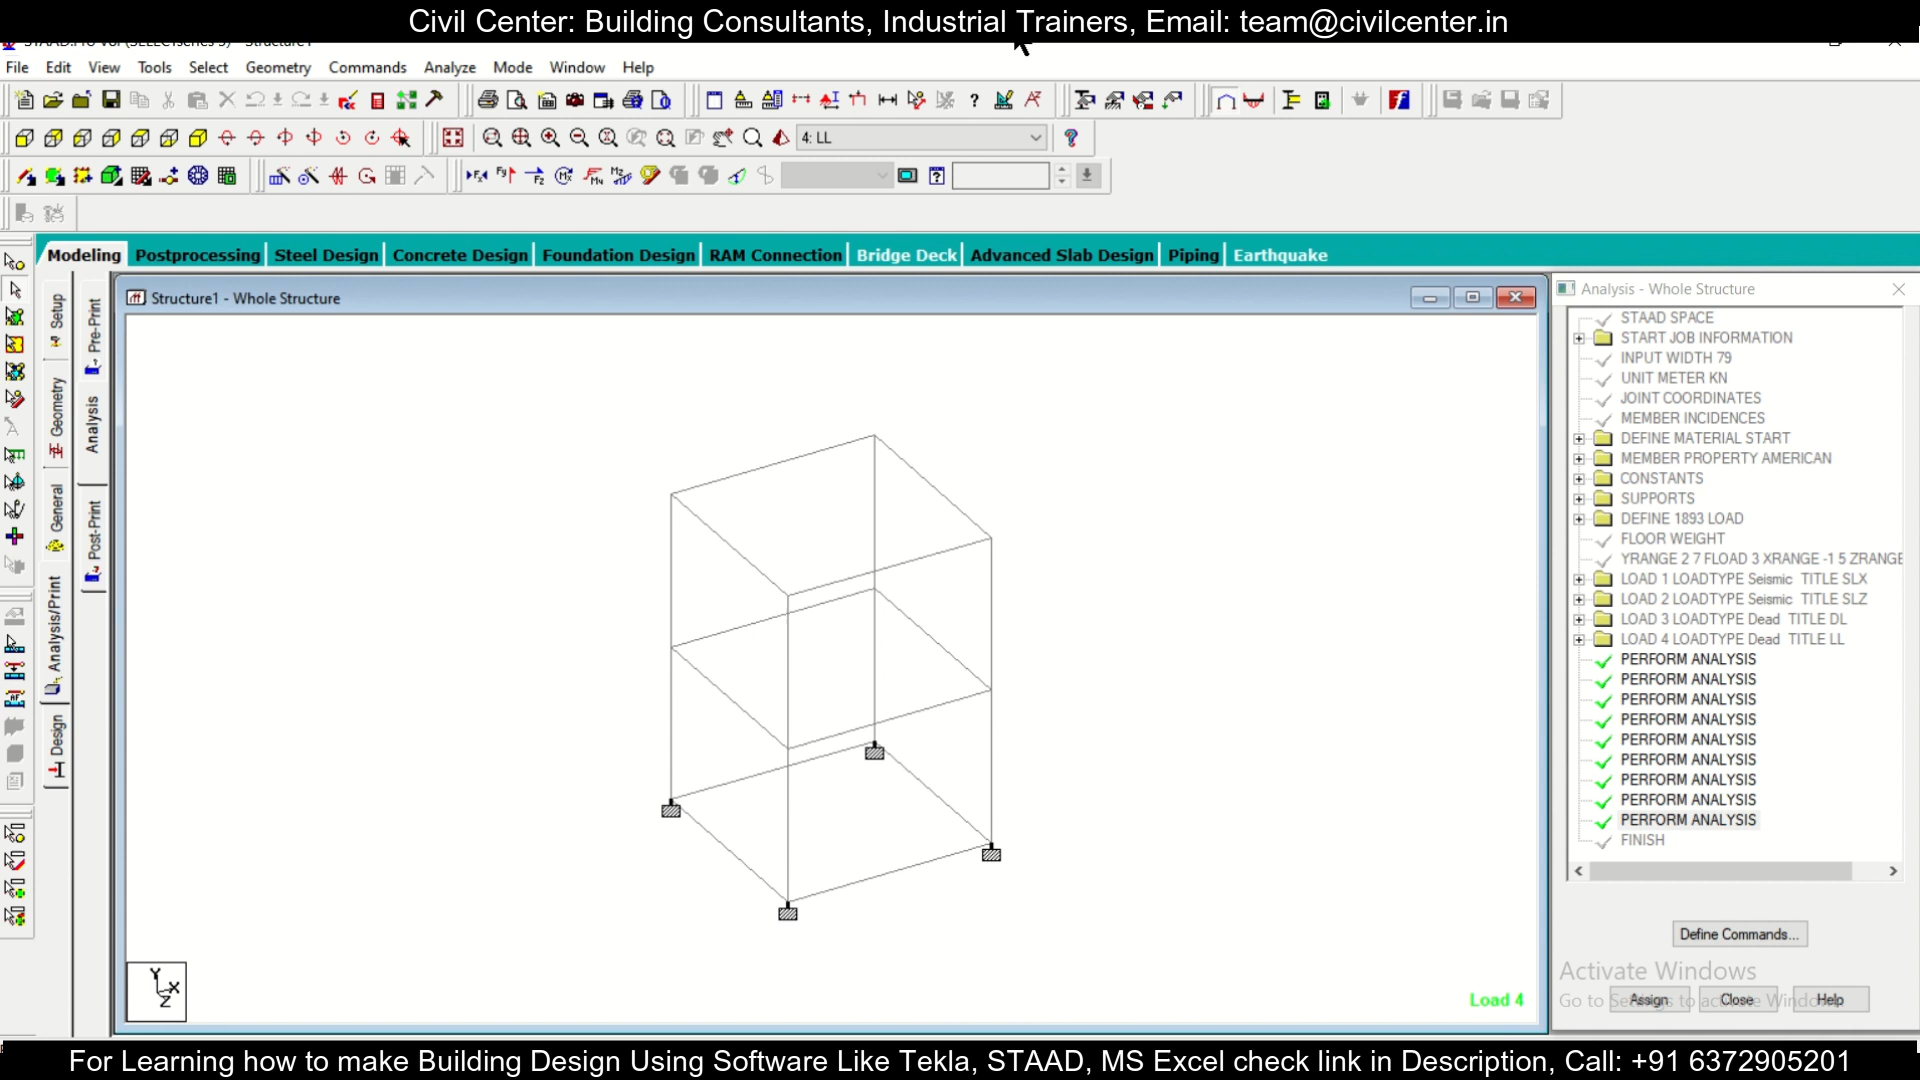 Civil Center: Building Consultants, Industrial Trainers, Email: team@civilcenter.in
File Edit View Tools Select Geometry Commands Analyze Mode Window Help
4: LL
Modeling Postprocessing Steel Design Concrete Design Foundation Design RAM Connection Bridge Deck Advanced Slab Design Piping Earthquake
Setup
Geometry
General
Analysis/Print
Design
Pre-Print
Analysis
Post-Print
Structure1 - Whole Structure
Y
X
Z
Load 4
Analysis - Whole Structure
STAAD SPACE
START JOB INFORMATION
INPUT WIDTH 79
UNIT METER KN
JOINT COORDINATES
MEMBER INCIDENCES
DEFINE MATERIAL START
MEMBER PROPERTY AMERICAN
CONSTANTS
SUPPORTS
DEFINE 1893 LOAD
FLOOR WEIGHT
YRANGE 2 7 FLOAD 3 XRANGE -1 5 ZRANGE
LOAD 1 LOADTYPE Seismic TITLE SLX
LOAD 2 LOADTYPE Seismic TITLE SLZ
LOAD 3 LOADTYPE Dead TITLE DL
LOAD 4 LOADTYPE Dead TITLE LL
PERFORM ANALYSIS
PERFORM ANALYSIS
PERFORM ANALYSIS
PERFORM ANALYSIS
PERFORM ANALYSIS
PERFORM ANALYSIS
PERFORM ANALYSIS
PERFORM ANALYSIS
PERFORM ANALYSIS
FINISH
Define Commands...
Activate Windows
Assign Close Help
For Learning how to make Building Design Using Software Like Tekla, STAAD, MS Excel check link in Description, Call: +91 6372905201